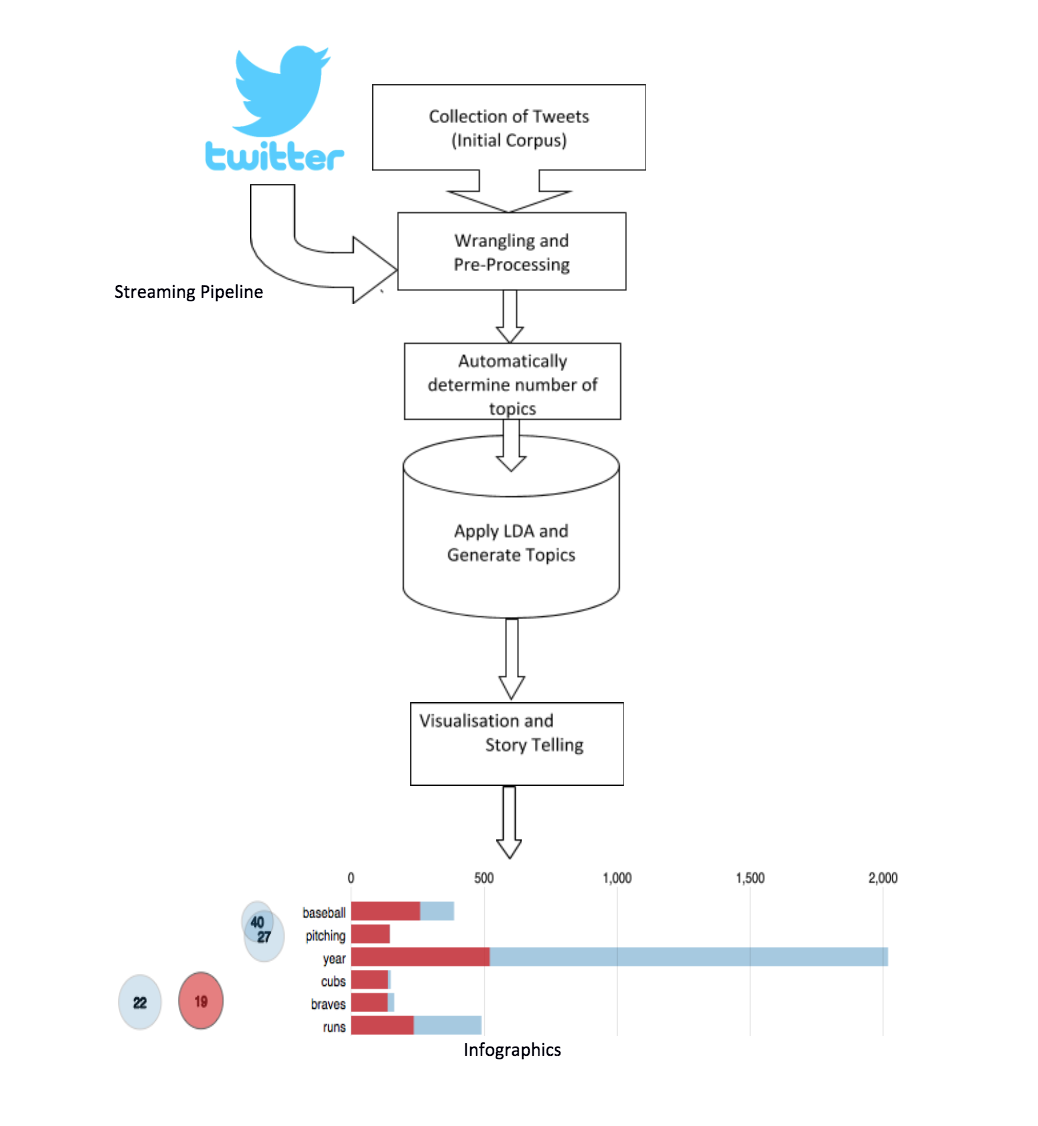 twitter
Collection of Tweets
(Initial Corpus)
Wrangling and
Pre-Processing
Streaming Pipeline
Automatically
determine number of
topics
Apply LDA and
Generate Topics
Visualisation and
Story Telling
0 500 1,000 1,500 2,000
40
27
22
19
baseball
pitching
year
cubs
braves
runs
Infographics